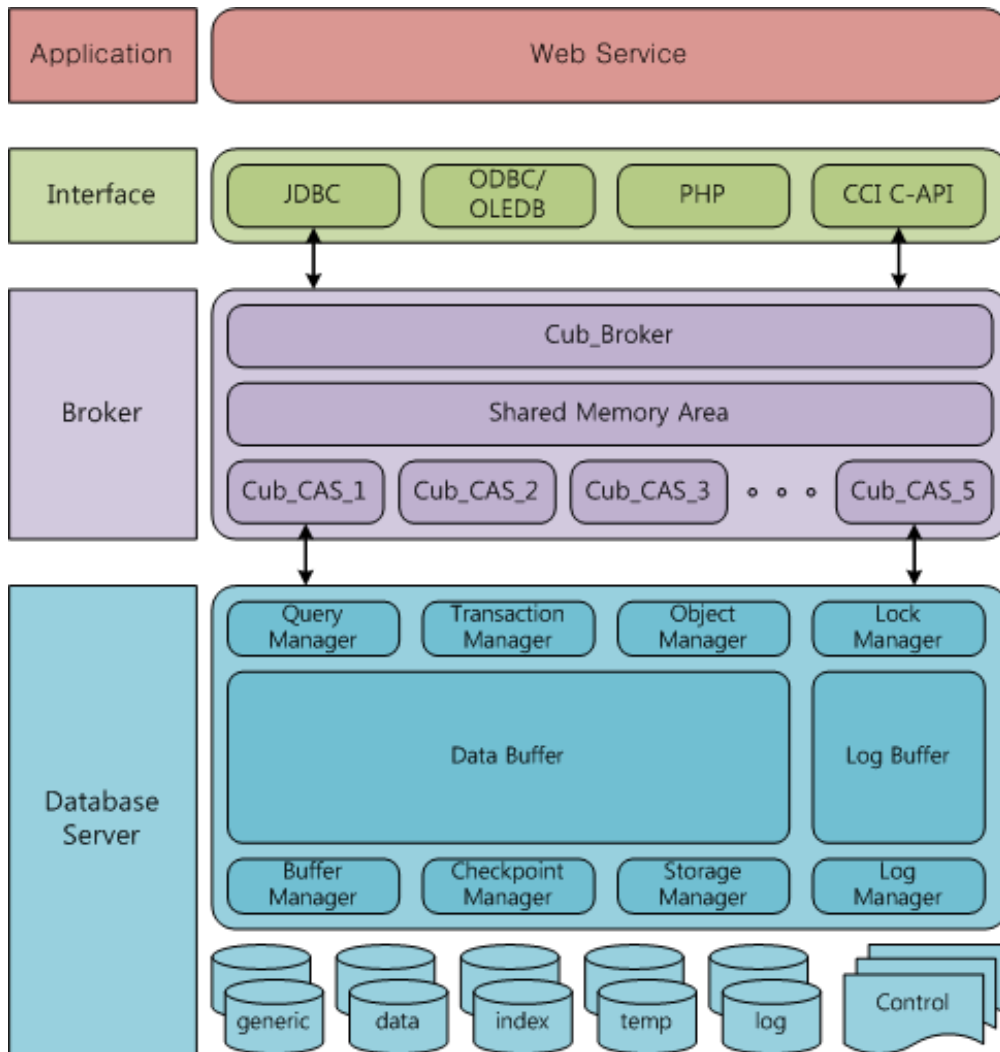 Application
Web Service
Interface
JDBC
ODBC/
OLEDB
PHP
CCI C-API
Broker
Cub_Broker
Shared Memory Area
Cub_CAS_1
Cub_CAS_2
Cub_CAS_3
Cub_CAS_5
Database
Server
Query
Manager
Transaction
Manager
Object
Manager
Lock
Manager
Data Buffer
Log Buffer
Buffer
Manager
Checkpoint
Manager
Storage
Manager
Log
Manager
generic
data
index
temp
log
Control